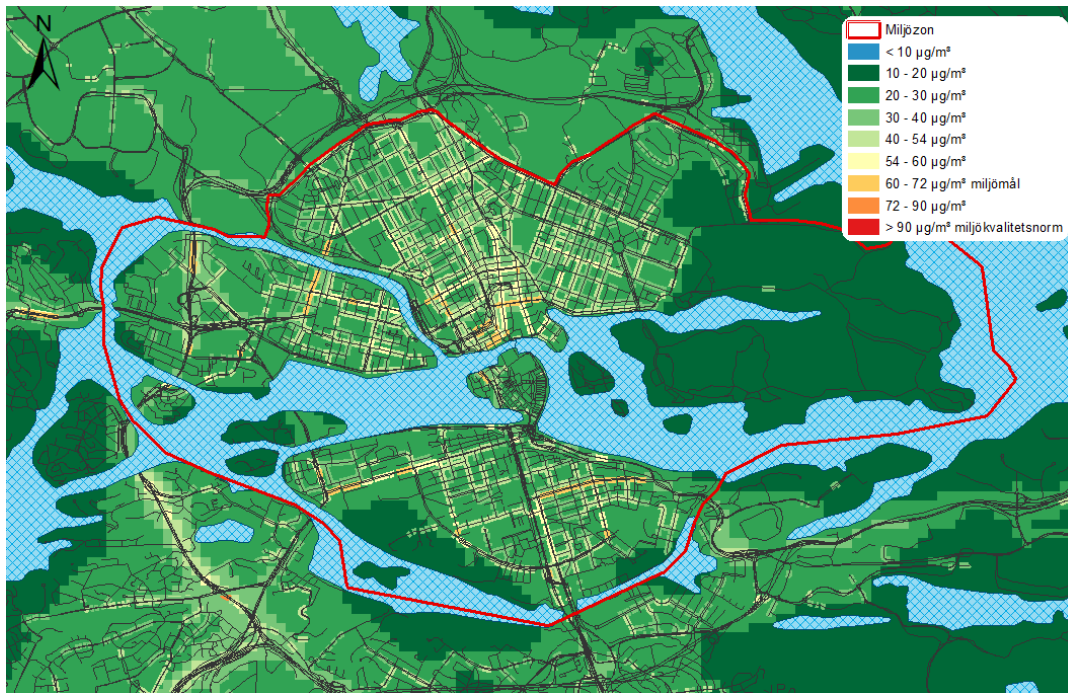 N
Miljözon
< 10 µg/m³
10 - 20 µg/m³
20 - 30 µg/m³
30 - 40 µg/m³
40 - 54 µg/m³
54 - 60 µg/m³
60 - 72 µg/m³ miljömål
72 - 90 µg/m³
> 90 µg/m³ miljökvalitetsnorm